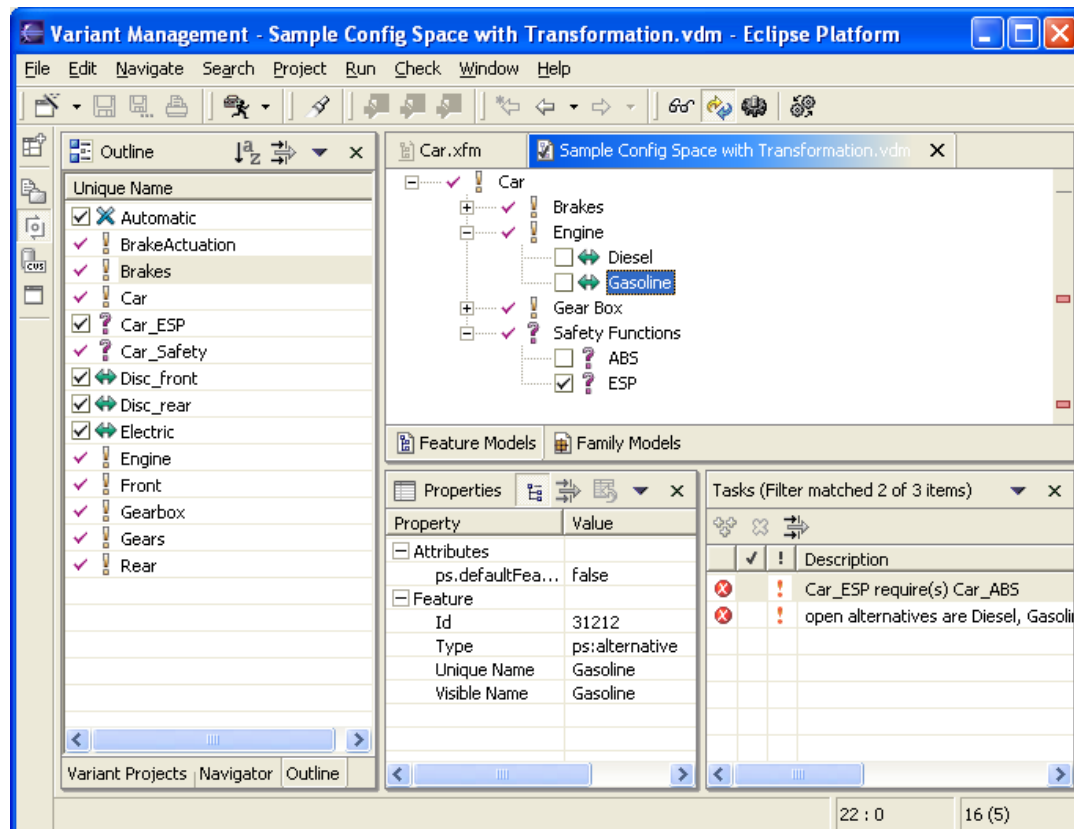 Variant Management - Sample Config Space with Transformation.vdm - Eclipse Platform
File Edit Navigate Search Project Run Check Window Help
Outline
Unique Name
Automatic
BrakeActuation
Brakes
Car
Car_ESP
Car_Safety
Disc_front
Disc_rear
Electric
Engine
Front
Gearbox
Gears
Rear
Variant Projects Navigator Outline
Car.xfm Sample Config Space with Transformation.vdm
Car
Brakes
Engine
Diesel
Gasoline
Gear Box
Safety Functions
ABS
ESP
Feature Models Family Models
Properties
Property Value
Attributes
ps.defaultFea... false
Feature
Id 31212
Type ps:alternative
Unique Name Gasoline
Visible Name Gasoline
Tasks (Filter matched 2 of 3 items)
! Description
Car_ESP require(s) Car_ABS
open alternatives are Diesel, Gasoli
CVS
22 : 0 16 (5)